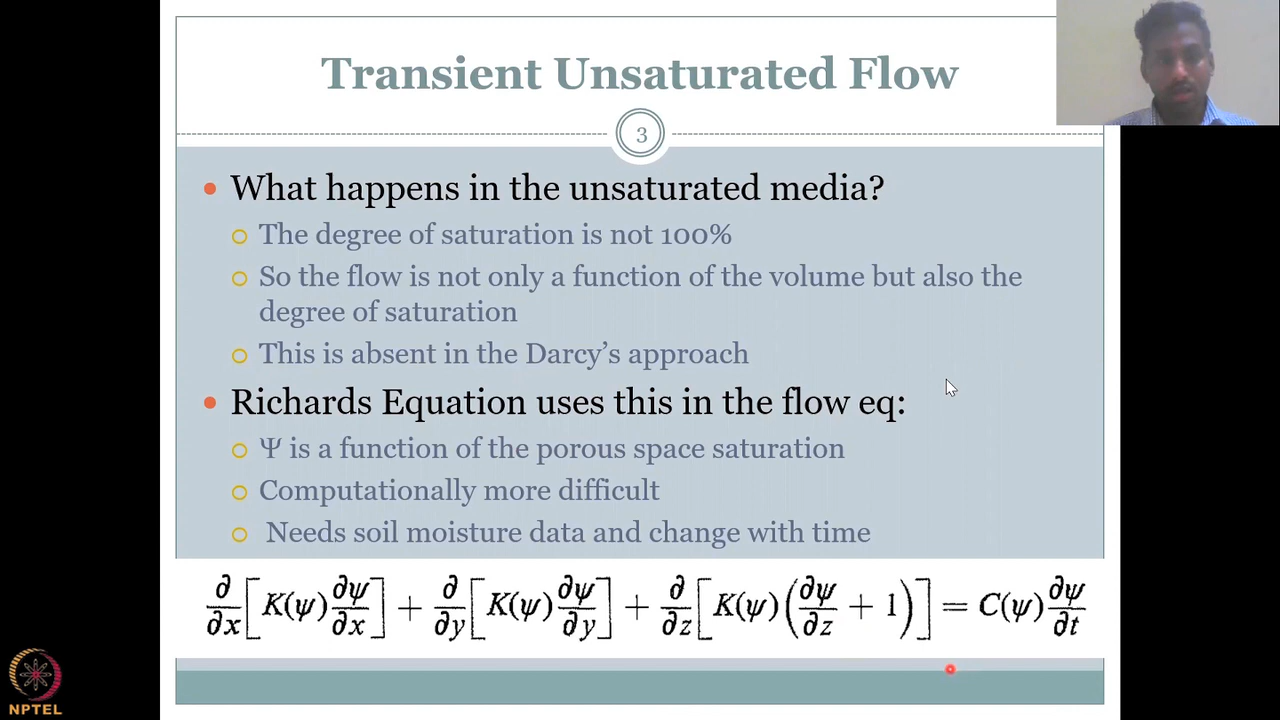 Transient Unsaturated Flow
3
What happens in the unsaturated media?
The degree of saturation is not 100%
So the flow is not only a function of the volume but also the
degree of saturation
This is absent in the Darcy's approach
Richards Equation uses this in the flow eq:
Ψ is a function of the porous space saturation
Computationally more difficult
Needs soil moisture data and change with time
∂/∂x[K(ψ)∂ψ/∂x] + ∂/∂y[K(ψ)∂ψ/∂y] + ∂/∂z[K(ψ)(∂ψ/∂z + 1)] = C(ψ)∂ψ/∂t
NPTEL